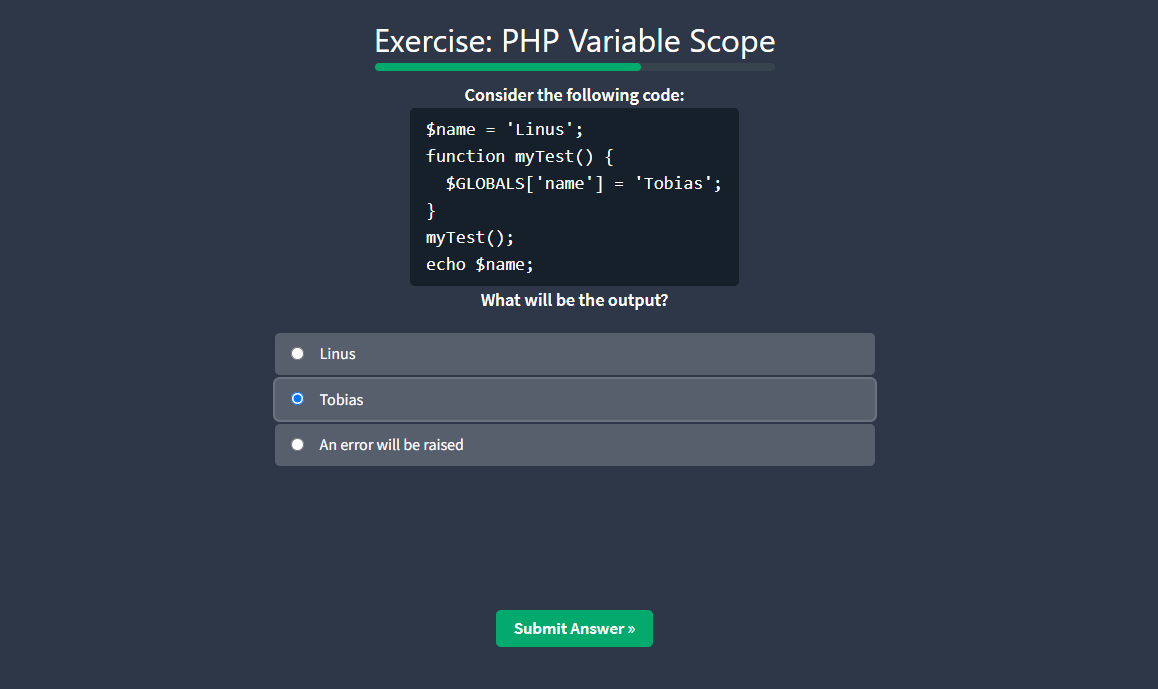 Exercise: PHP Variable Scope
Consider the following code:
$name = 'Linus';
function myTest() {
  $GLOBALS['name'] = 'Tobias';
}
myTest();
echo $name;
What will be the output?
Linus
Tobias
An error will be raised
Submit Answer »